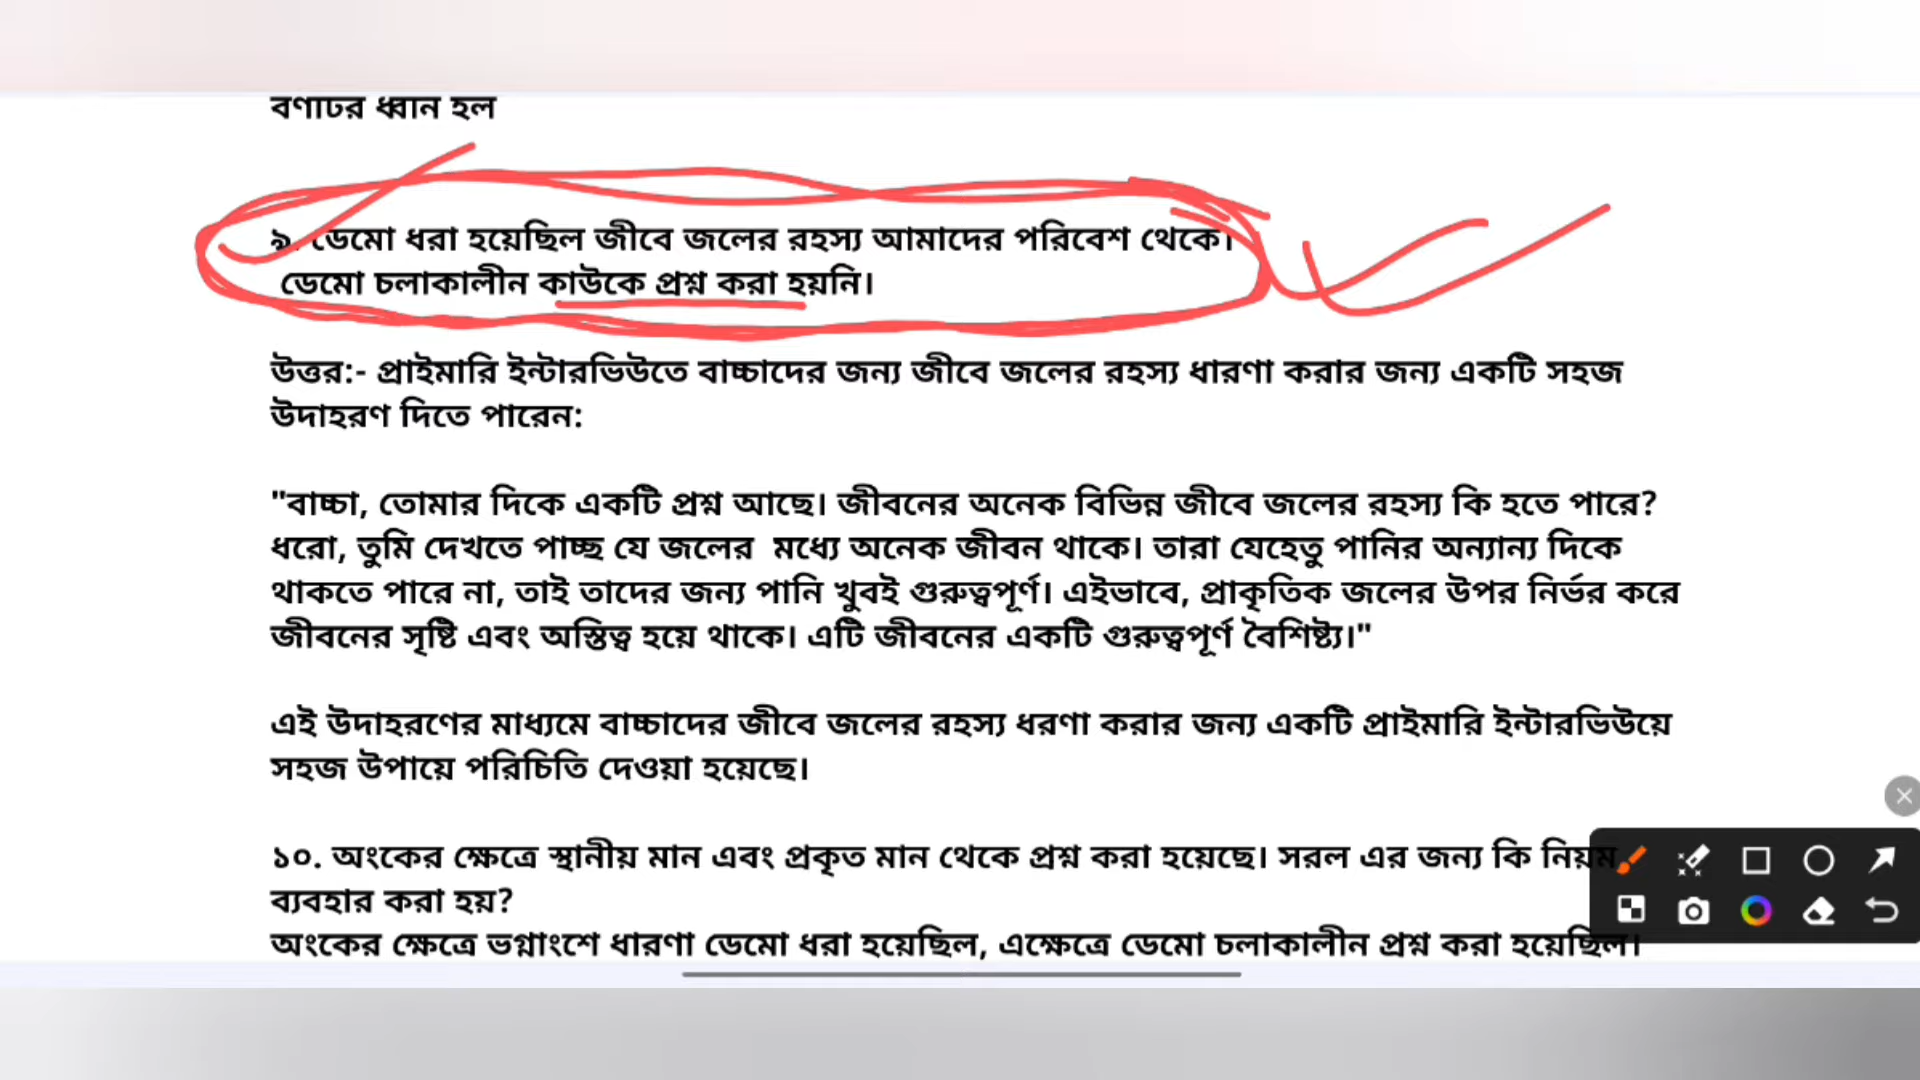 বর্ণটির ধ্বনি হল
৯. ডেমো ধরা হয়েছিল জীবে জলের রহস্য আমাদের পরিবেশ থেকে।
ডেমো চলাকালীন কাউকে প্রশ্ন করা হয়নি।
উত্তর:- প্রাইমারি ইন্টারভিউতে বাচ্চাদের জন্য জীবে জলের রহস্য ধারণা করার জন্য একটি সহজ
উদাহরণ দিতে পারেন:
"বাচ্চা, তোমার দিকে একটি প্রশ্ন আছে। জীবনের অনেক বিভিন্ন জীবে জলের রহস্য কি হতে পারে?
ধরো, তুমি দেখতে পাচ্ছ যে জলের মধ্যে অনেক জীবন থাকে। তারা যেহেতু পানির অন্যান্য দিকে
থাকতে পারে না, তাই তাদের জন্য পানি খুবই গুরুত্বপূর্ণ। এইভাবে, প্রাকৃতিক জলের উপর নির্ভর করে
জীবনের সৃষ্টি এবং অস্তিত্ব হয়ে থাকে। এটি জীবনের একটি গুরুত্বপূর্ণ বৈশিষ্ট্য।"
এই উদাহরণের মাধ্যমে বাচ্চাদের জীবে জলের রহস্য ধরণা করার জন্য একটি প্রাইমারি ইন্টারভিউয়ে
সহজ উপায়ে পরিচিতি দেওয়া হয়েছে।
১০. অংকের ক্ষেত্রে স্থানীয় মান এবং প্রকৃত মান থেকে প্রশ্ন করা হয়েছে। সরল এর জন্য কি নিয়ম
ব্যবহার করা হয়?
অংকের ক্ষেত্রে ভগ্নাংশে ধারণা ডেমো ধরা হয়েছিল, এক্ষেত্রে ডেমো চলাকালীন প্রশ্ন করা হয়েছিল।